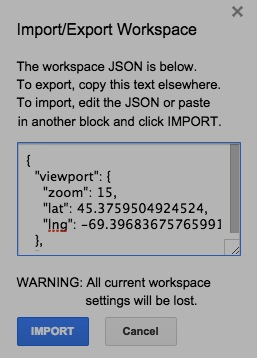 Import/Export Workspace
The workspace JSON is below.
To export, copy this text elsewhere.
To import, edit the JSON or paste
in another block and click IMPORT.
{
"viewport": {
"zoom": 15,
"lat": 45.3759504924524,
"lng": -69.39683675765991
},
WARNING: All current workspace
settings will be lost.
IMPORT Cancel